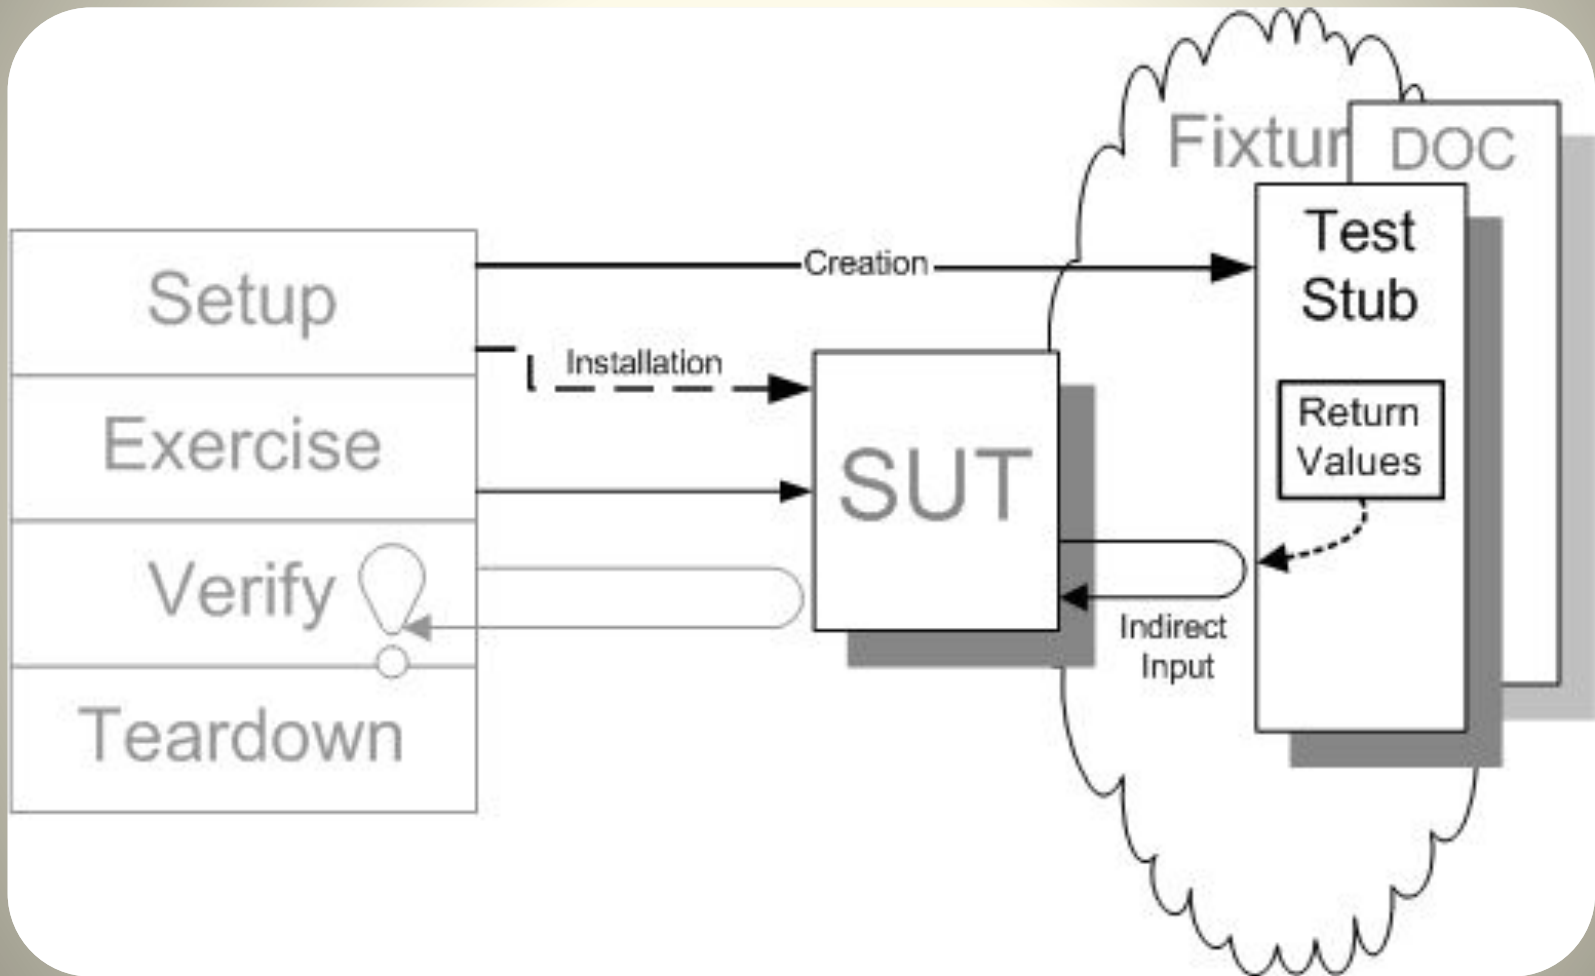 Fixtur
DOC
Test
Stub
Setup
Creation
Installation
Return
Values
Exercise
SUT
Verify
Indirect
Input
Teardown